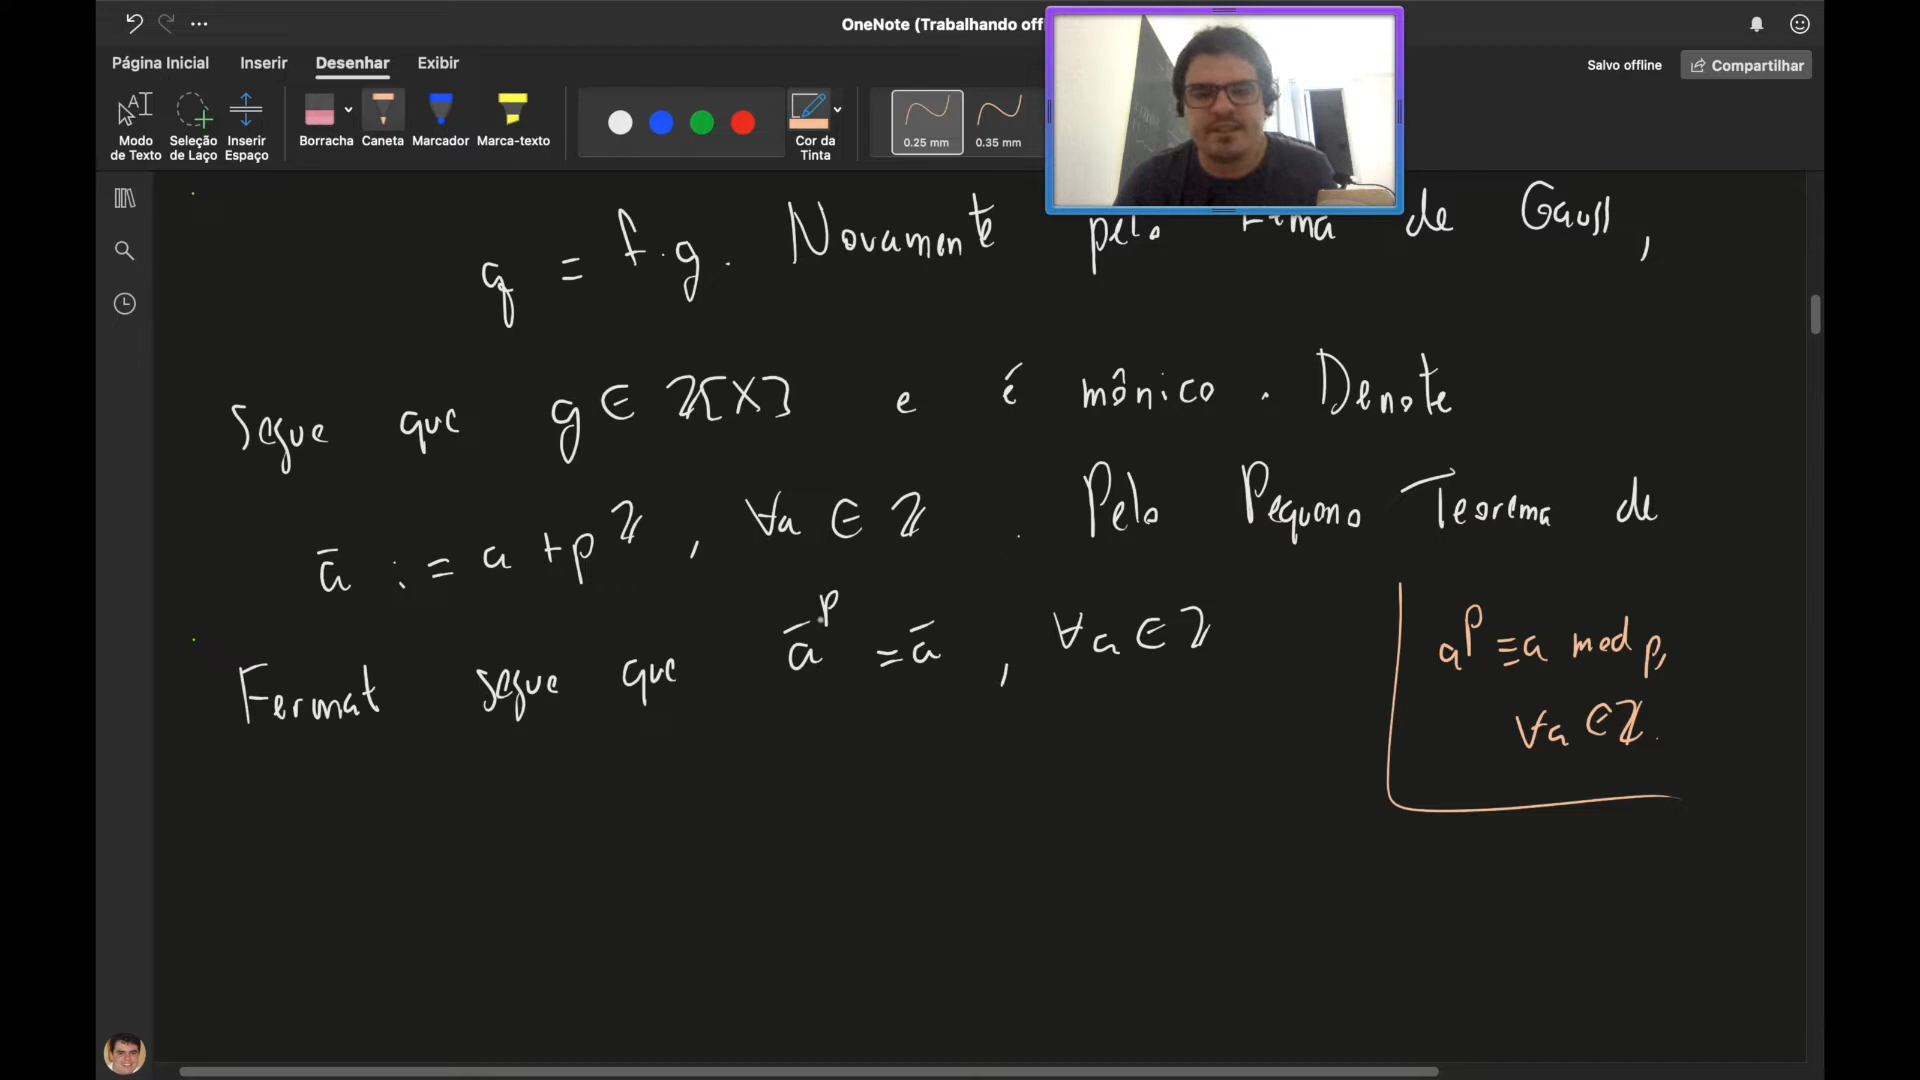 OneNote (Trabalhando offl
Página Inicial Inserir Desenhar Exibir
Salvo offline Compartilhar
Modo de Texto
Seleção de Laço
Inserir Espaço
Borracha
Caneta
Marcador
Marca-texto
Cor da Tinta
0.25 mm 0.35 mm
q = f.g. Novamente pelo de Gauss,
Segue que g ∈ ℤ[X] e é mônico. Denote
ā := a + pℤ, ∀a ∈ ℤ. Pelo Pequeno Teorema de
Fermat segue que ā^p = ā, ∀a ∈ ℤ
a^p ≡ a mod p,
∀a ∈ ℤ.